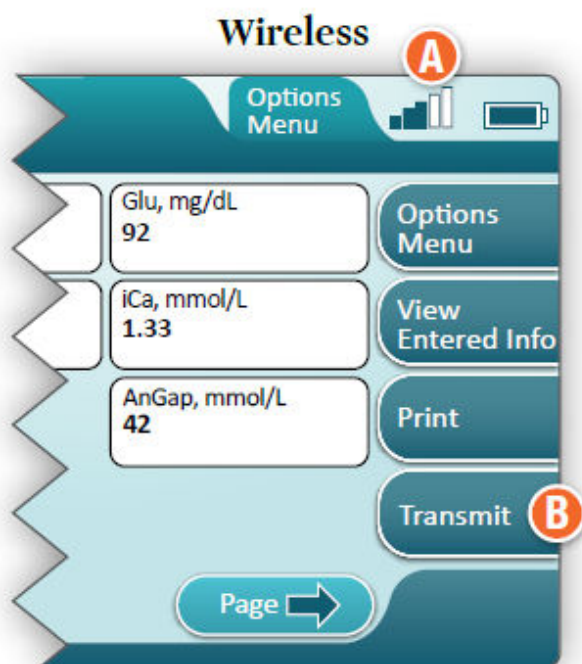 Wireless
A
Options
Menu
Glu, mg/dL
92
Options
Menu
iCa, mmol/L
1.33
View
Entered Info
AnGap, mmol/L
42
Print
Transmit
B
Page